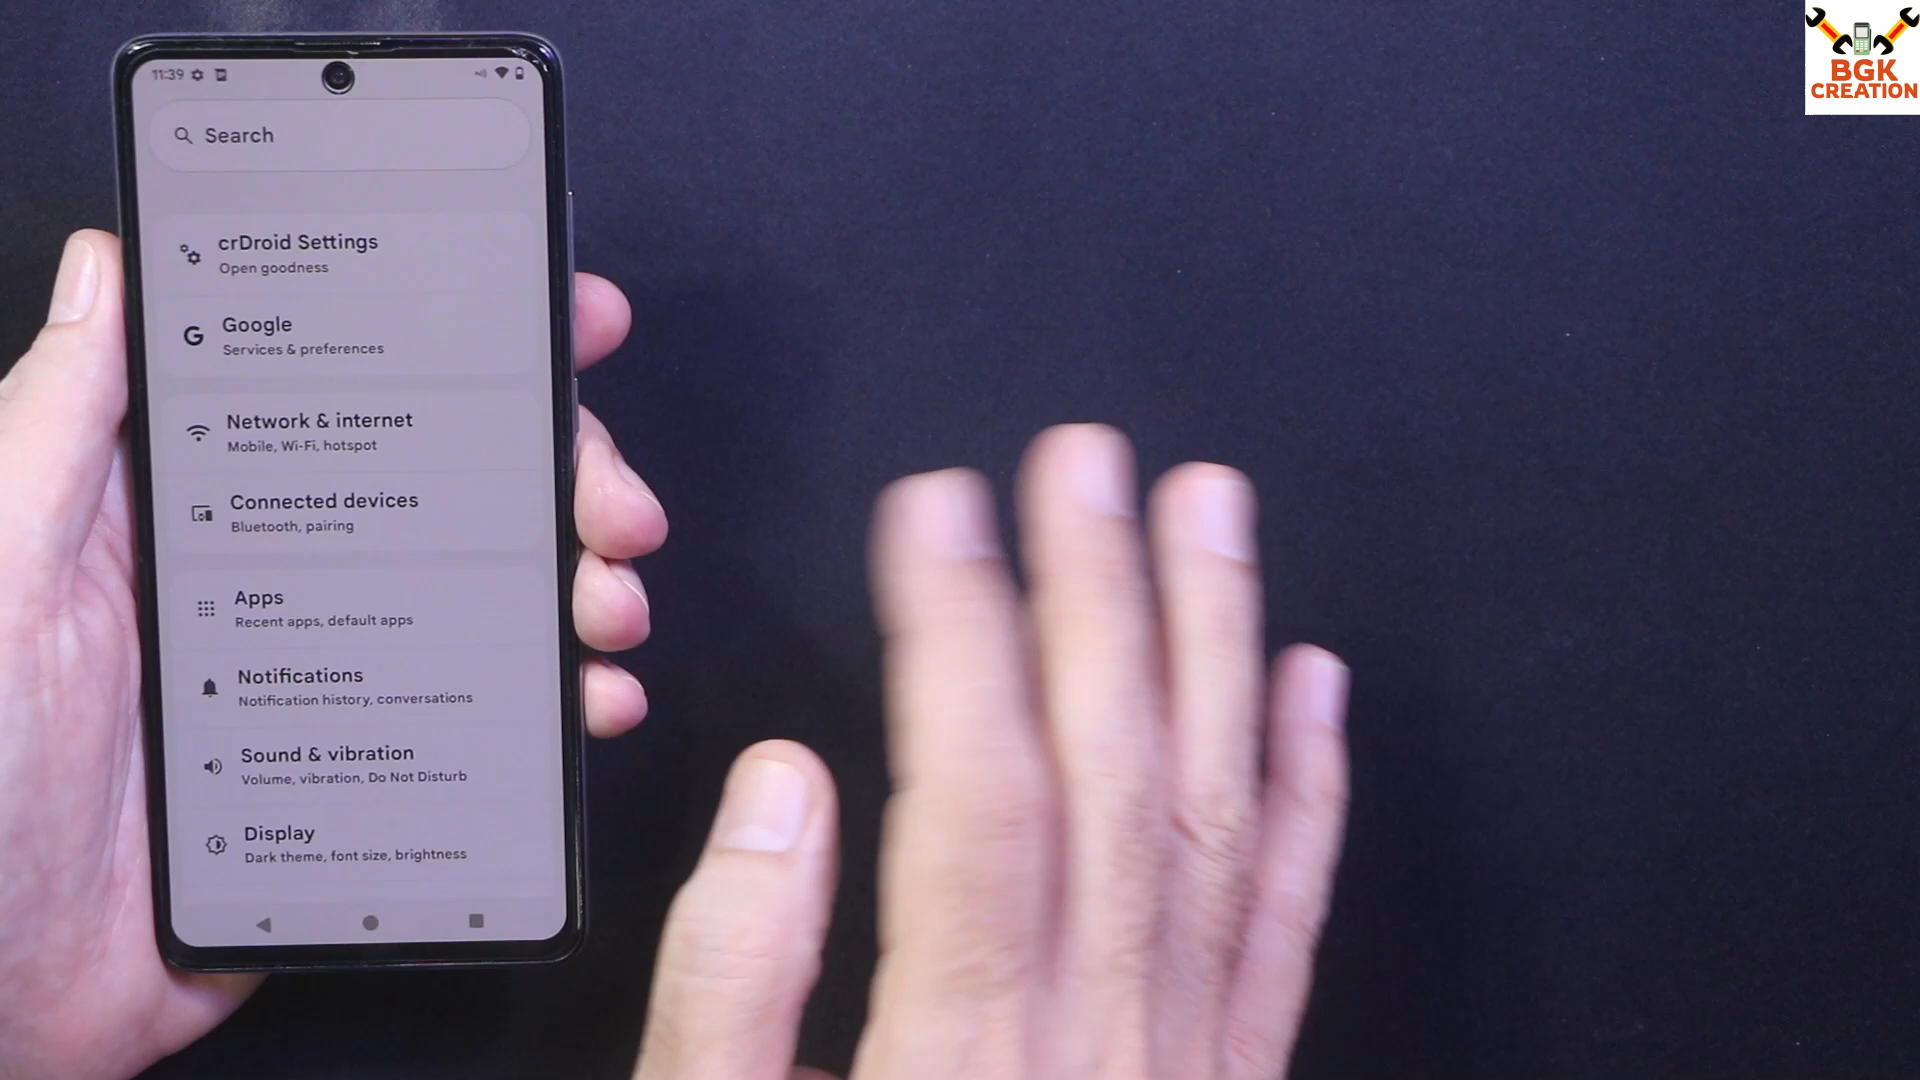 11:39
Search
crDroid Settings
Open goodness
Google
Services & preferences
Network & internet
Mobile, Wi-Fi, hotspot
Connected devices
Bluetooth, pairing
Apps
Recent apps, default apps
Notifications
Notification history, conversations
Sound & vibration
Volume, vibration, Do Not Disturb
Display
Dark theme, font size, brightness
BGK
CREATION